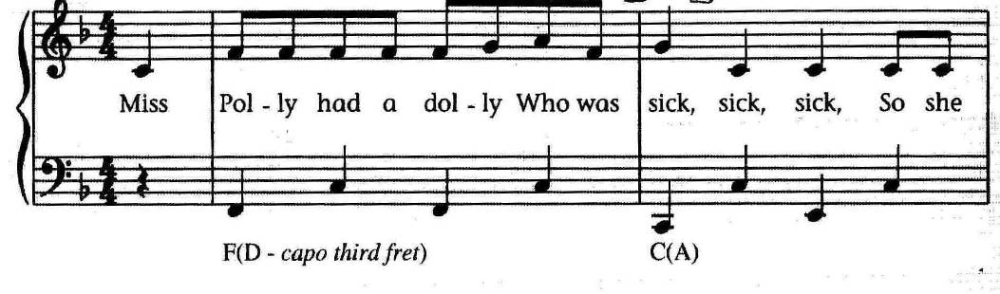 Miss Pol - ly had a dol - ly Who was sick, sick, sick, So she
F(D - capo third fret) C(A)